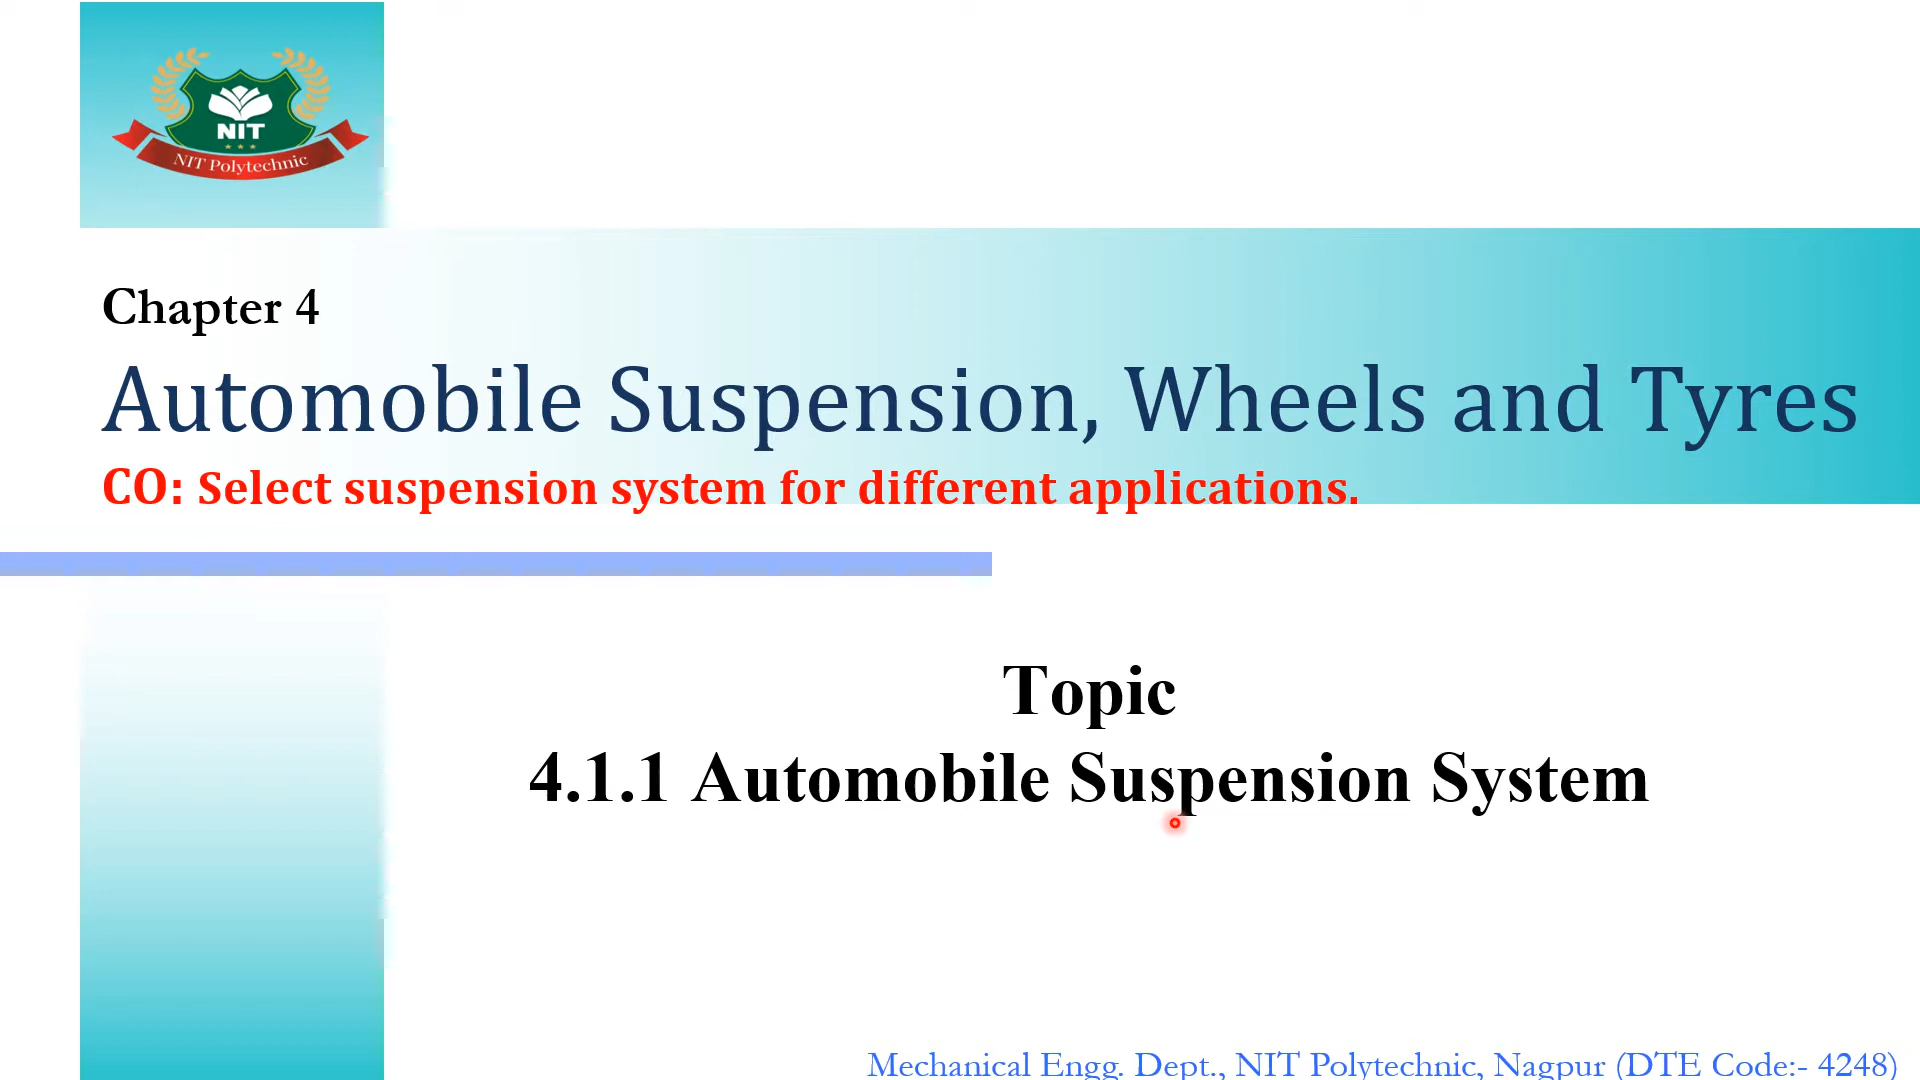 NIT
NIT Polytechnic
Chapter 4
Automobile Suspension, Wheels and Tyres
CO: Select suspension system for different applications.
Topic
4.1.1 Automobile Suspension System
Mechanical Engg. Dept., NIT Polytechnic, Nagpur (DTE Code:- 4248)